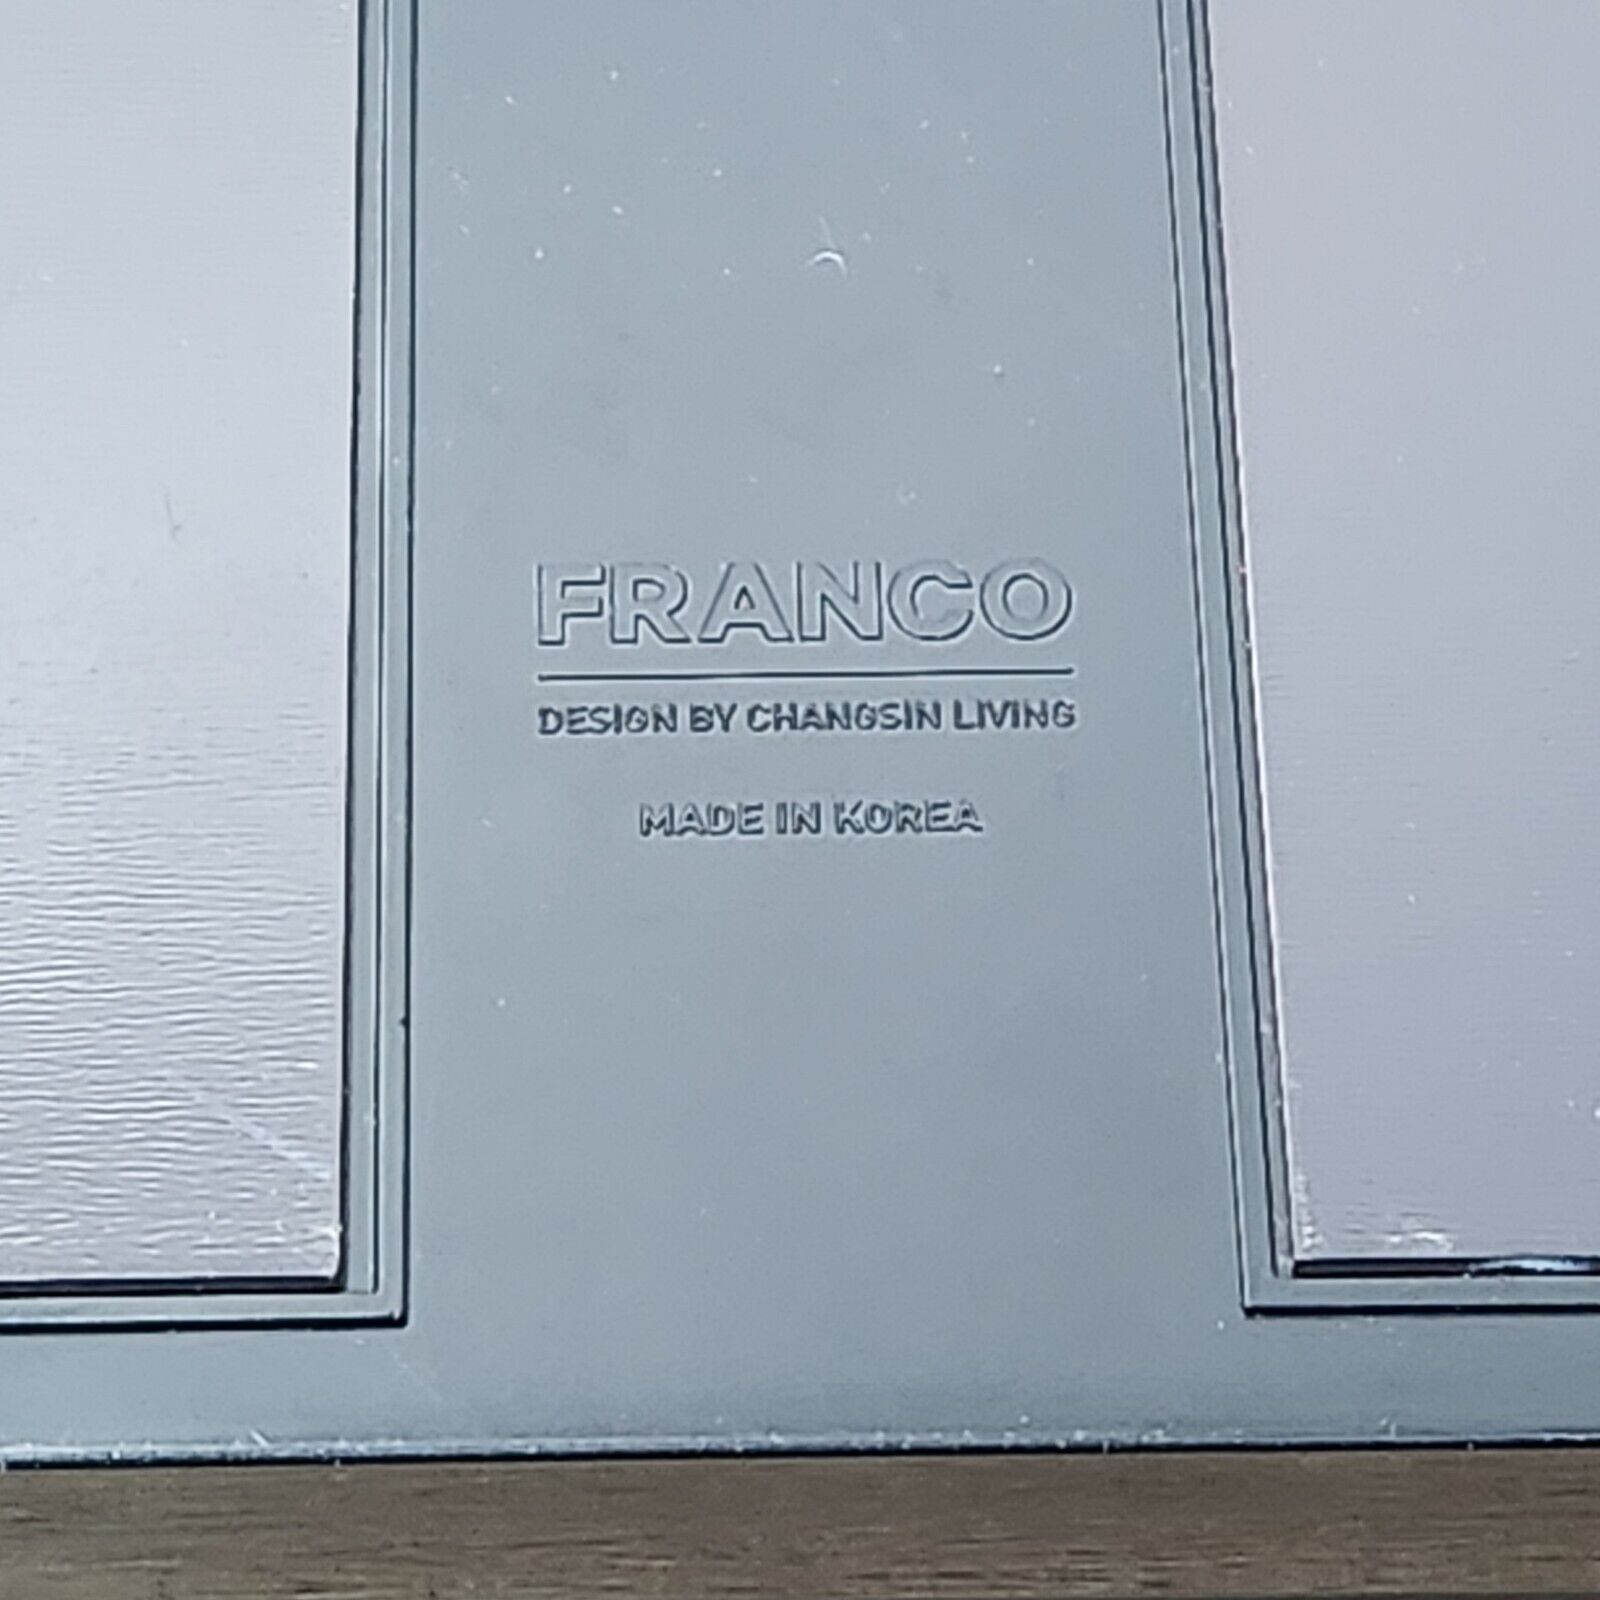 FRANCO
DESIGN BY CHANGSIN LIVING
MADE IN KOREA